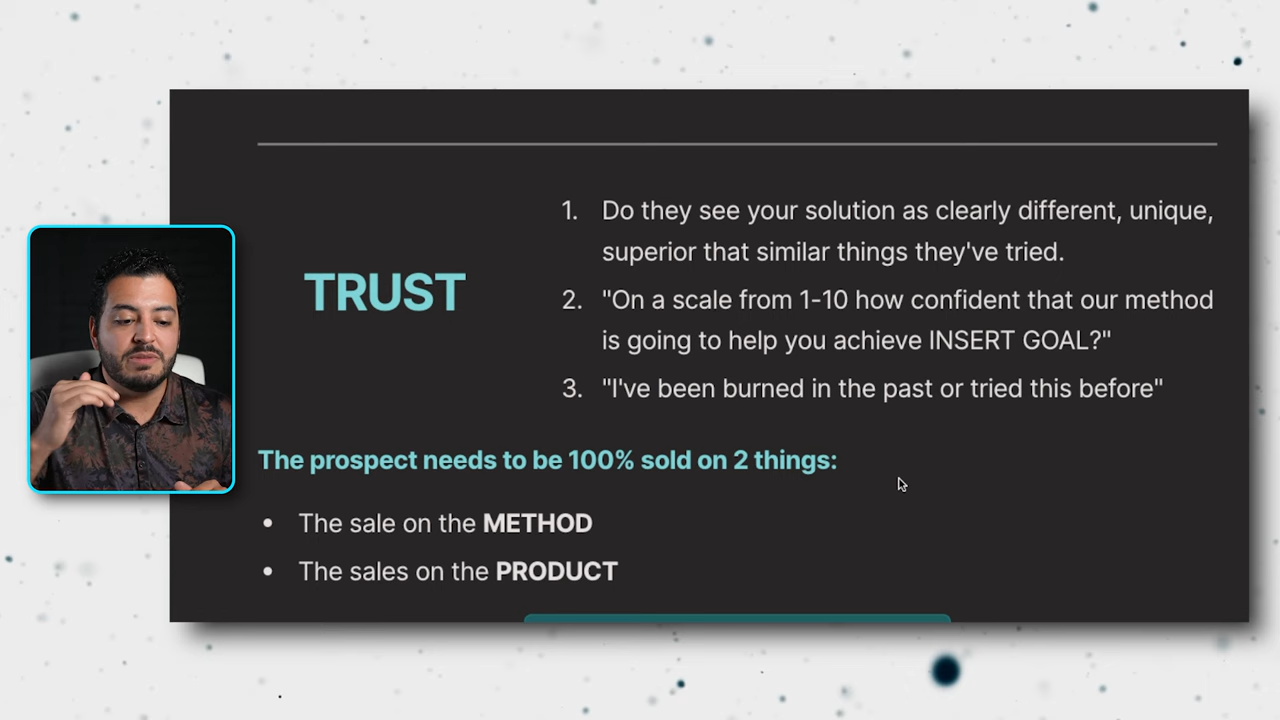 TRUST
1. Do they see your solution as clearly different, unique,
superior that similar things they've tried.
2. "On a scale from 1-10 how confident that our method
is going to help you achieve INSERT GOAL?"
3. "I've been burned in the past or tried this before"
The prospect needs to be 100% sold on 2 things:
• The sale on the METHOD
• The sales on the PRODUCT